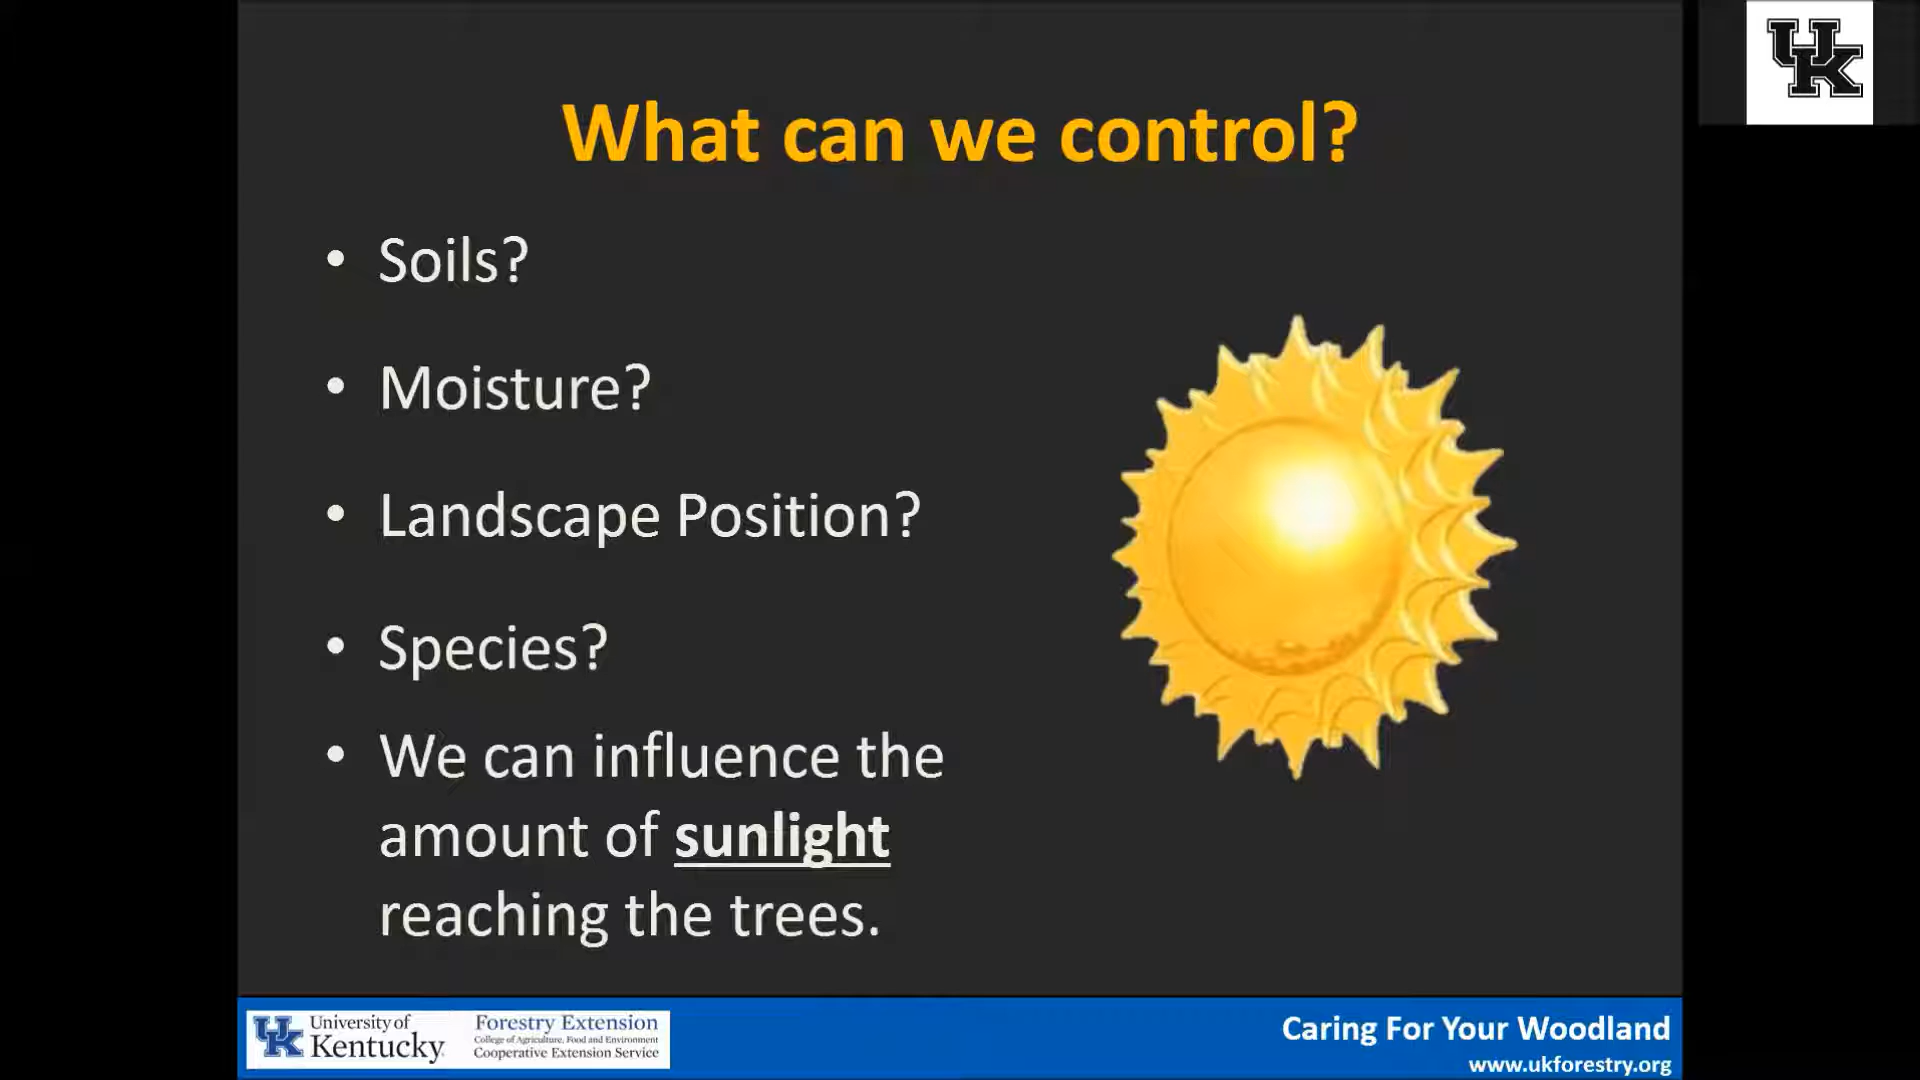 UK
What can we control?
• Soils?
• Moisture?
• Landscape Position?
• Species?
• We can influence the
amount of sunlight
reaching the trees.
UK University of Kentucky
Forestry Extension
College of Agriculture, Food and Environment
Cooperative Extension Service
Caring For Your Woodland
www.ukforestry.org